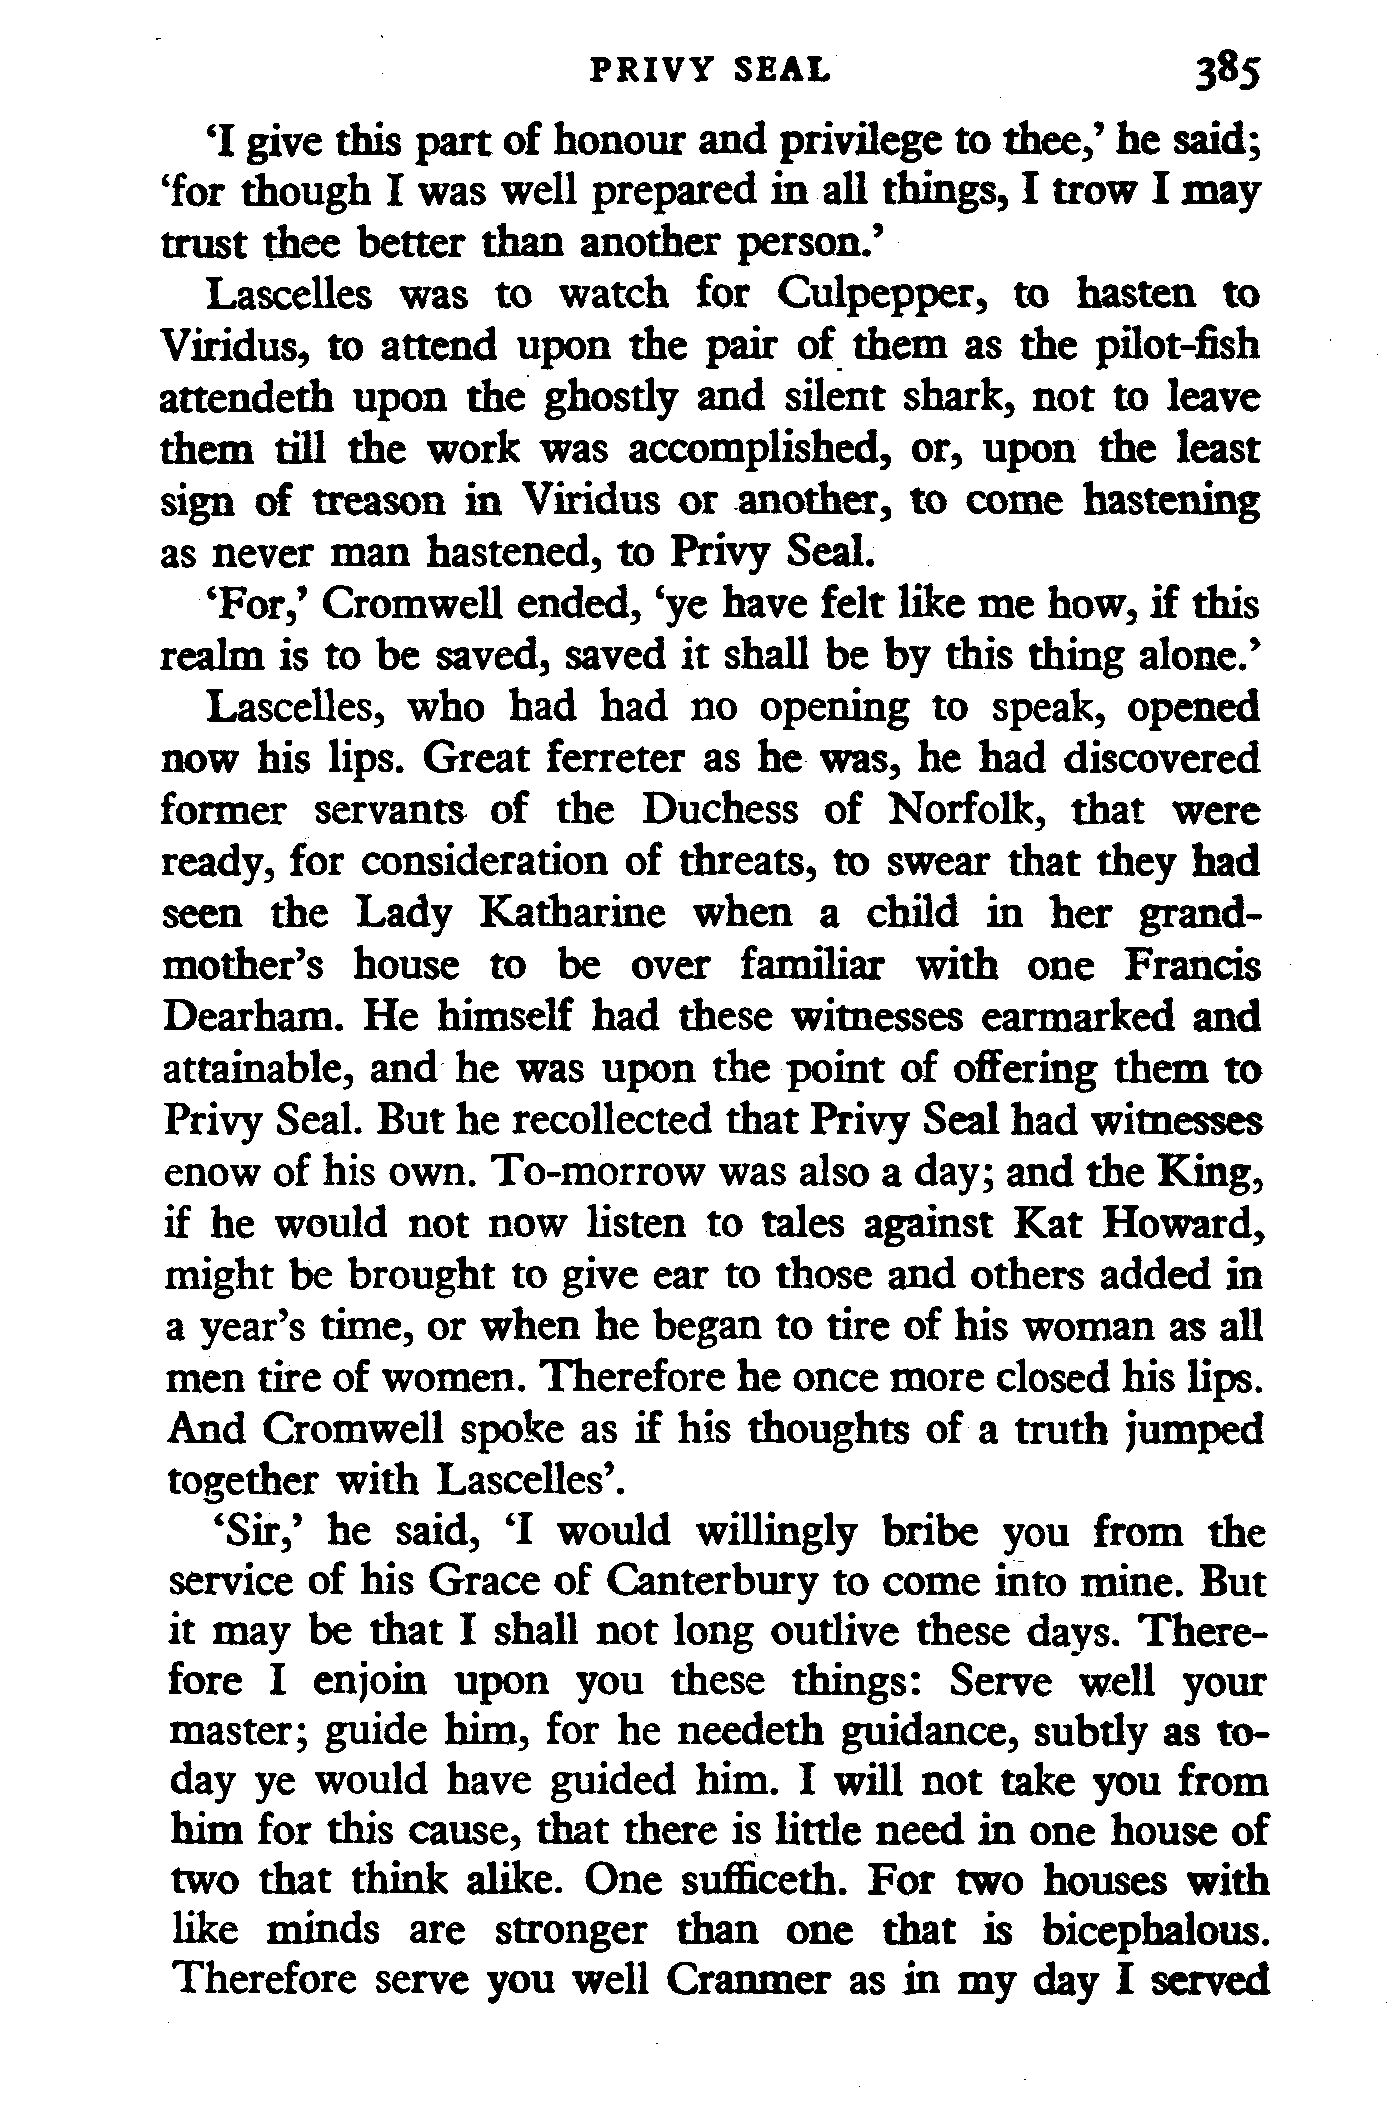 PRIVY SEAL 385
‘I give this part of honour and privilege to thee,’ he said;
‘for though I was well prepared in all things, I trow I may
trust thee better than another person.’
Lascelles was to watch for Culpepper, to hasten to
Viridus, to attend upon the pair of them as the pilot-fish
attendeth upon the ghostly and silent shark, not to leave
them till the work was accomplished, or, upon the least
sign of treason in Viridus or another, to come hastening
as never man hastened, to Privy Seal.
‘For,’ Cromwell ended, ‘ye have felt like me how, if this
realm is to be saved, saved it shall be by this thing alone.’
Lascelles, who had had no opening to speak, opened
now his lips. Great ferreter as he was, he had discovered
former servants of the Duchess of Norfolk, that were
ready, for consideration of threats, to swear that they had
seen the Lady Katharine when a child in her grand-
mother’s house to be over familiar with one Francis
Dearham. He himself had these witnesses earmarked and
attainable, and he was upon the point of offering them to
Privy Seal. But he recollected that Privy Seal had witnesses
enow of his own. To-morrow was also a day; and the King,
if he would not now listen to tales against Kat Howard,
might be brought to give ear to those and others added in
a year’s time, or when he began to tire of his woman as all
men tire of women. Therefore he once more closed his lips.
And Cromwell spoke as if his thoughts of a truth jumped
together with Lascelles’.
‘Sir,’ he said, ‘I would willingly bribe you from the
service of his Grace of Canterbury to come into mine. But
it may be that I shall not long outlive these days. There-
fore I enjoin upon you these things: Serve well your
master; guide him, for he needeth guidance, subtly as to-
day ye would have guided him. I will not take you from
him for this cause, that there is little need in one house of
two that think alike. One sufficeth. For two houses with
like minds are stronger than one that is bicephalous.
Therefore serve you well Cranmer as in my day I served